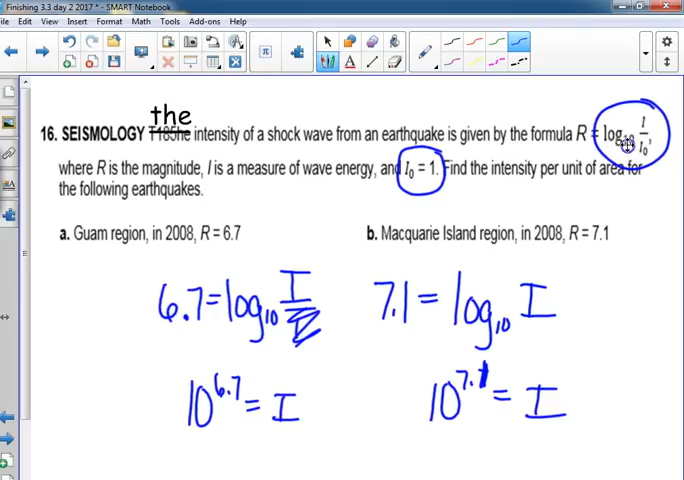 Finishing 3.3 day 2 2017 * - SMART Notebook
Edit View Insert Format Math Tools Add-ons Help
the
16. SEISMOLOGY intensity of a shock wave from an earthquake is given by the formula R = log₁₀ I/I₀,
where R is the magnitude, I is a measure of wave energy, and I₀ = 1. Find the intensity per unit of area for
the following earthquakes.
a. Guam region, in 2008, R = 6.7 b. Macquarie Island region, in 2008, R = 7.1
6.7 = log₁₀ I 7.1 = log₁₀ I
10^6.7 = I 10^7.1 = I